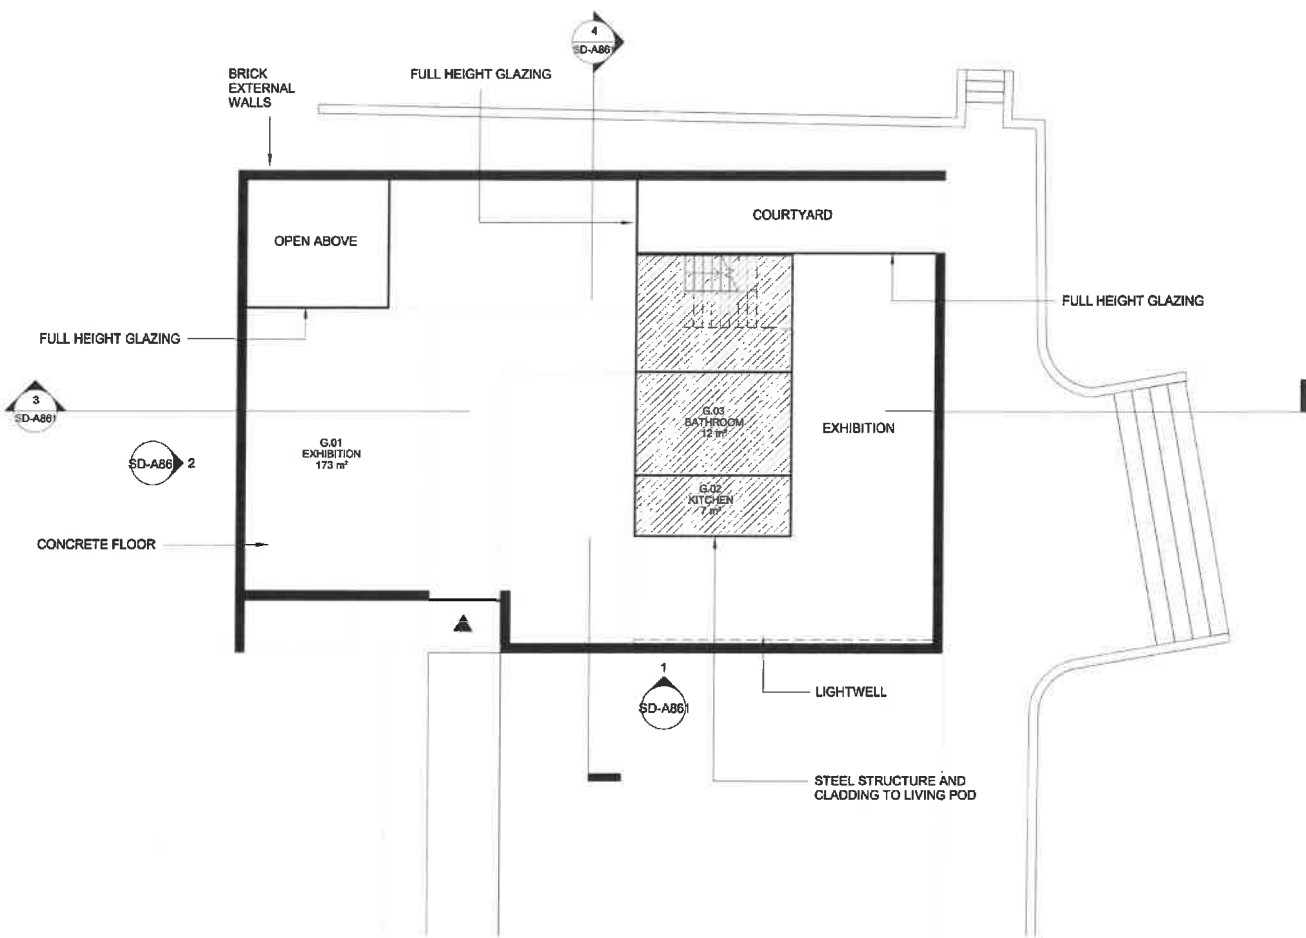 4
SD-A861
BRICK
EXTERNAL
WALLS
FULL HEIGHT GLAZING
COURTYARD
OPEN ABOVE
FULL HEIGHT GLAZING
FULL HEIGHT GLAZING
3
SD-A861
G.03
BATHROOM
12 m²
EXHIBITION
G.01
EXHIBITION
173 m²
SD-A86 2
G.02
KITCHEN
7 m²
CONCRETE FLOOR
1
SD-A861
LIGHTWELL
STEEL STRUCTURE AND
CLADDING TO LIVING POD